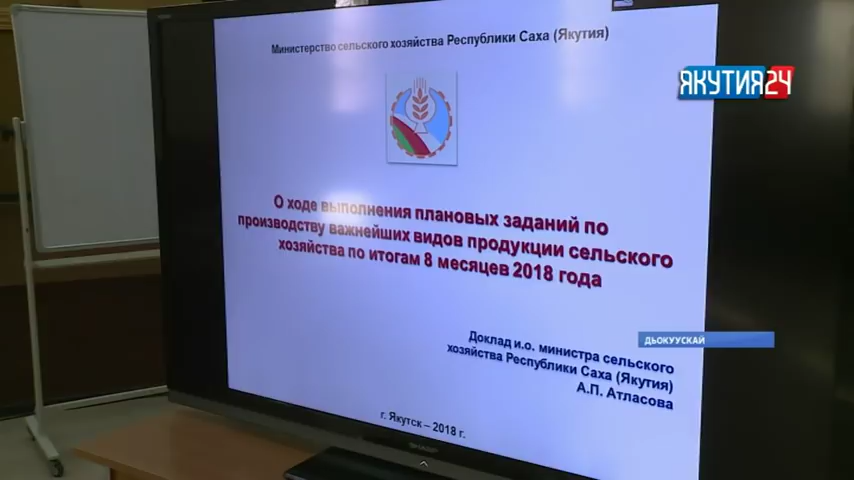 Министерство сельского хозяйства Республики Саха (Якутия)
ЯКУТИЯ24
О ходе выполнения плановых заданий по
производству важнейших видов продукции сельского
хозяйства по итогам 8 месяцев 2018 года
ДЬОКУУСКАЙ
Доклад и.о. министра сельского
хозяйства Республики Саха (Якутия)
А.П. Атласова
г. Якутск – 2018 г.
SHARP